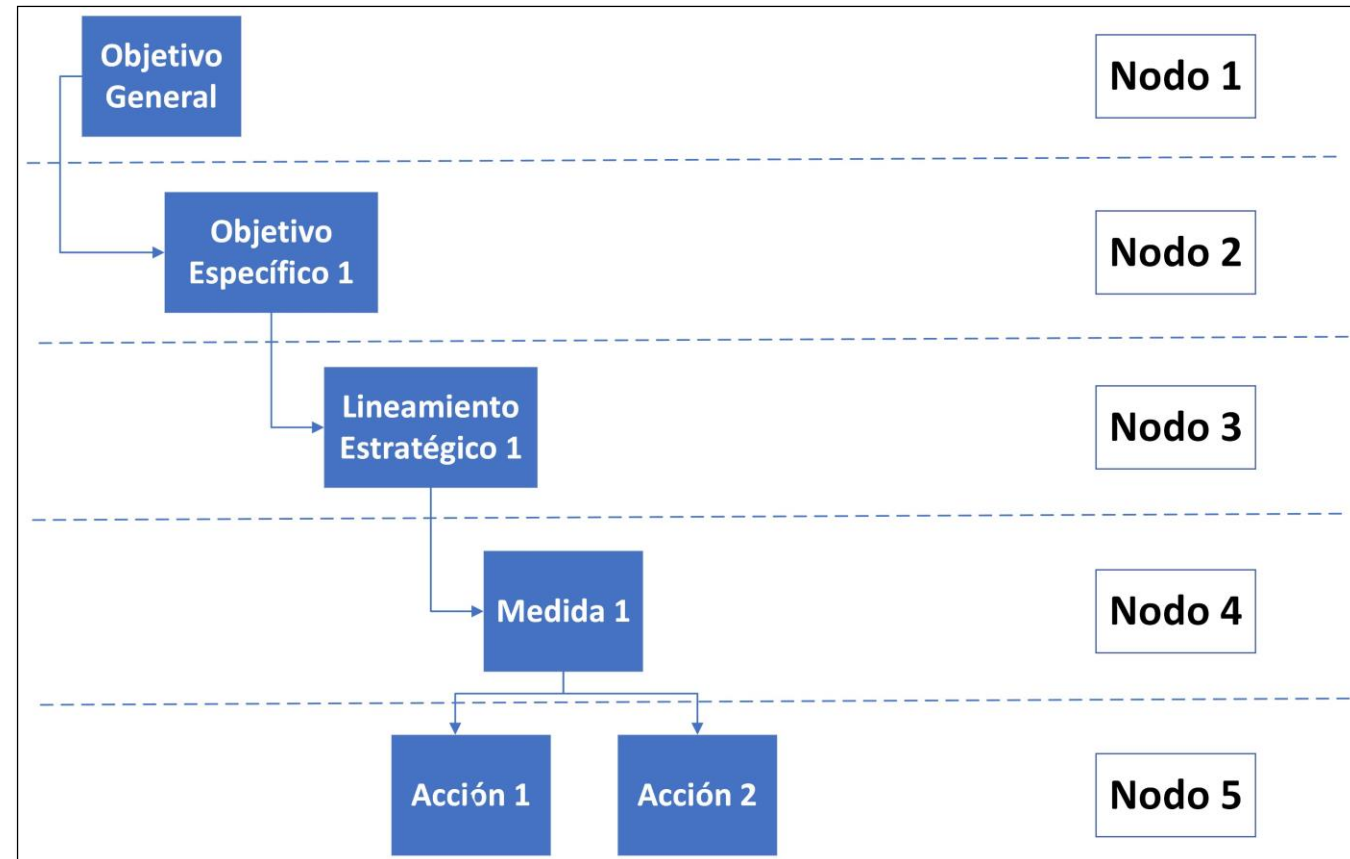 Objetivo
General
Nodo 1
Objetivo
Específico 1
Nodo 2
Lineamiento
Estratégico 1
Nodo 3
Medida 1
Nodo 4
Acción 1
Acción 2
Nodo 5